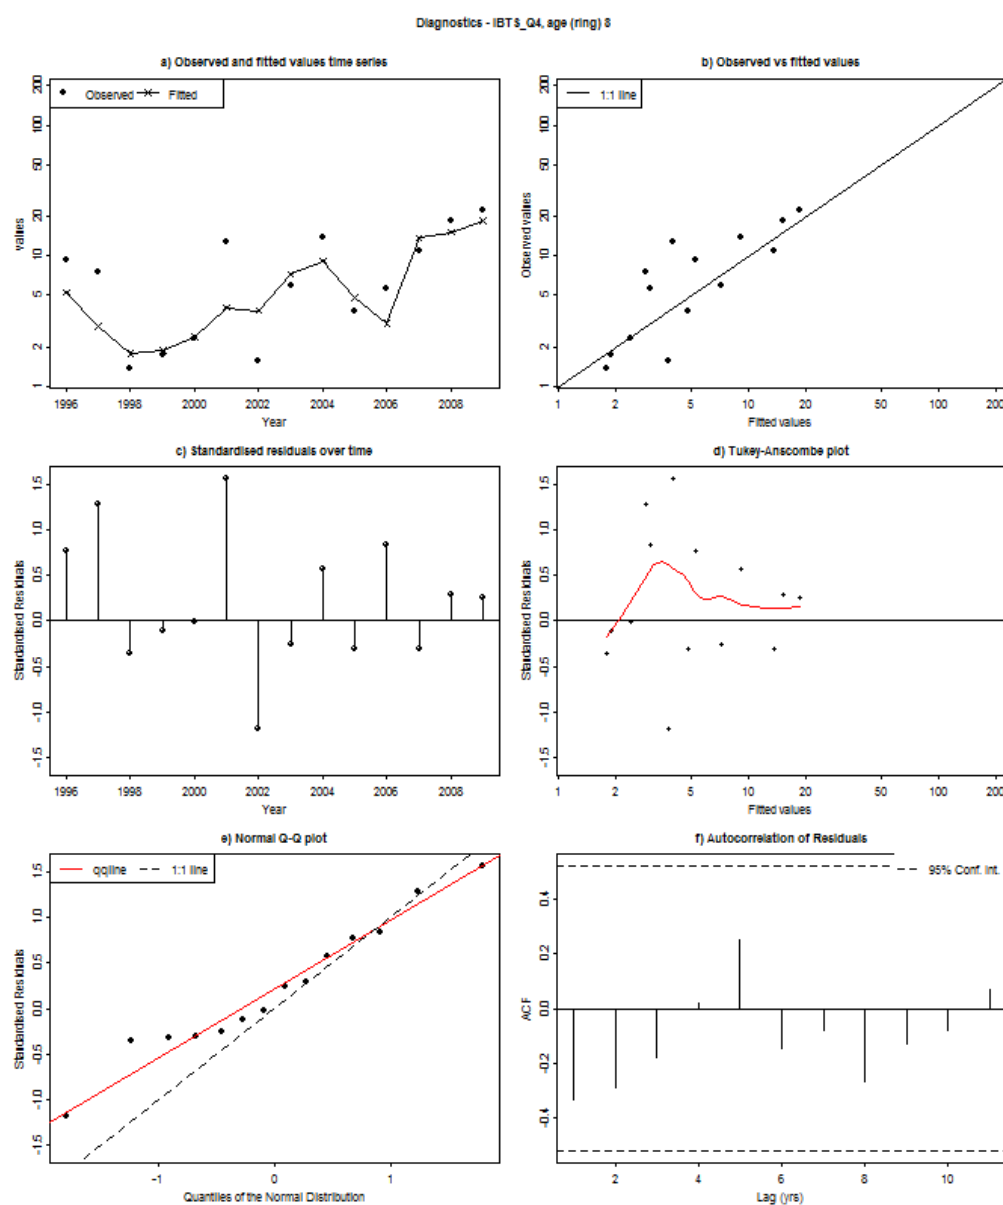 Diagnostics - IBTS_Q4, age (ring) 8
a) Observed and fitted values time series
Observed Fitted
values
200
100
50
20
10
5
2
1
1996 1998 2000 2002 2004 2006 2008
Year
b) Observed vs fitted values
1:1 line
Observed values
200
100
50
20
10
5
2
1
1 2 5 10 20 50 100 200
Fitted values
c) Standardised residuals over time
Standardised Residuals
1.5
1.0
0.5
0.0
-0.5
-1.0
-1.5
1996 1998 2000 2002 2004 2006 2008
Year
d) Tukey-Anscombe plot
Standardised Residuals
1.5
1.0
0.5
0.0
-0.5
-1.0
-1.5
1 2 5 10 20 50 100 200
Fitted values
e) Normal Q-Q plot
qqline 1:1 line
Standardised Residuals
1.5
1.0
0.5
0.0
-0.5
-1.0
-1.5
-1 0 1
Quantiles of the Normal Distribution
f) Autocorrelation of Residuals
95% Conf. Int.
ACF
0.4
0.2
0.0
-0.2
-0.4
2 4 6 8 10
Lag (yrs)